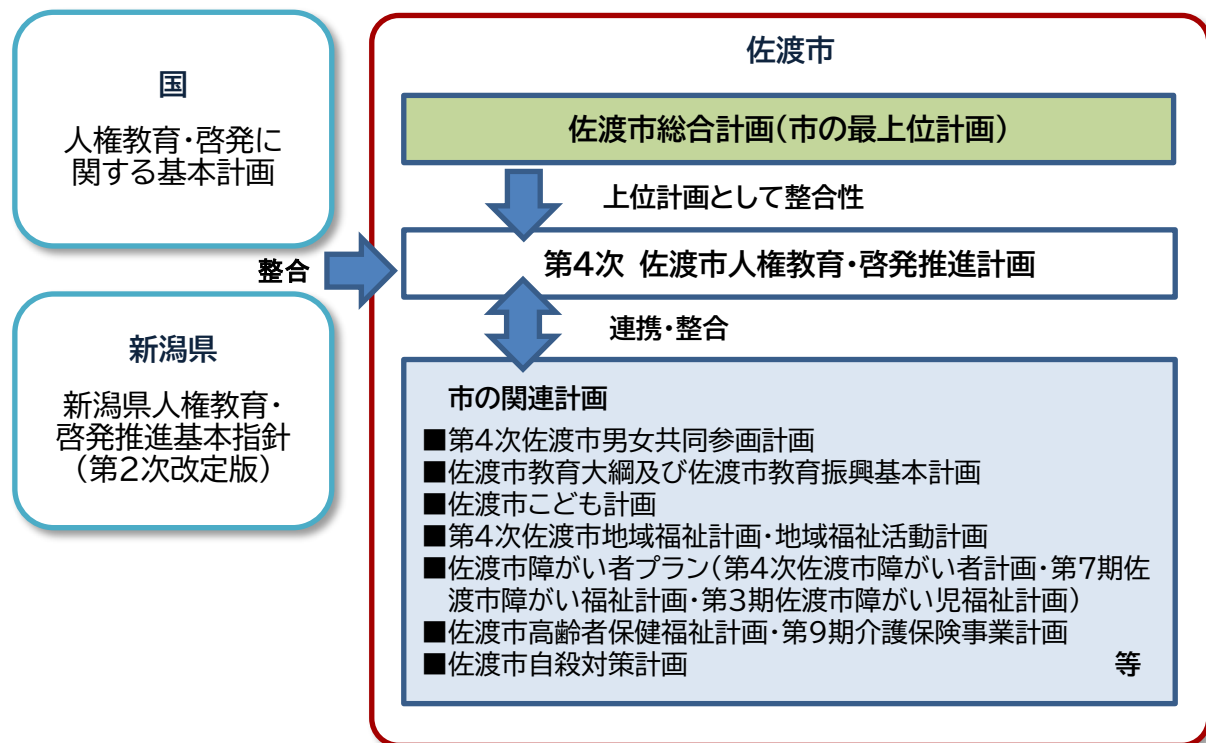 国
人権教育・啓発に
関する基本計画
整合
新潟県
新潟県人権教育・
啓発推進基本指針
（第2次改定版）
佐渡市
佐渡市総合計画（市の最上位計画）
上位計画として整合性
第4次 佐渡市人権教育・啓発推進計画
連携・整合
市の関連計画
■第4次佐渡市男女共同参画計画
■佐渡市教育大綱及び佐渡市教育振興基本計画
■佐渡市こども計画
■第4次佐渡市地域福祉計画・地域福祉活動計画
■佐渡市障がい者プラン（第4次佐渡市障がい者計画・第7期佐
渡市障がい福祉計画・第3期佐渡市障がい児福祉計画）
■佐渡市高齢者保健福祉計画・第9期介護保険事業計画
■佐渡市自殺対策計画 等